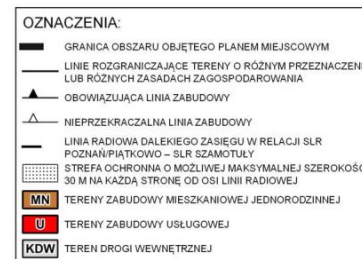 OZNACZENIA:
GRANICA OBSZARU OBJĘTEGO PLANEM MIEJSCOWYM
LINIE ROZGRANICZAJĄCE TERENY O RÓŻNYM PRZEZNACZENI
LUB RÓŻNYCH ZASADACH ZAGOSPODAROWANIA
OBOWIĄZUJĄCA LINIA ZABUDOWY
NIEPRZEKRACZALNA LINIA ZABUDOWY
LINIA RADIOWA DALEKIEGO ZASIĘGU W RELACJI SLR
POZNAŃ/PIĄTKOWO – SLR SZAMOTUŁY
STREFA OCHRONNA O MOŻLIWEJ MAKSYMALNEJ SZEROKOŚC
30 M NA KAŻDĄ STRONĘ OD OSI LINII RADIOWEJ
MN TERENY ZABUDOWY MIESZKANIOWEJ JEDNORODZINNEJ
U TERENY ZABUDOWY USŁUGOWEJ
KDW TEREN DROGI WEWNĘTRZNEJ